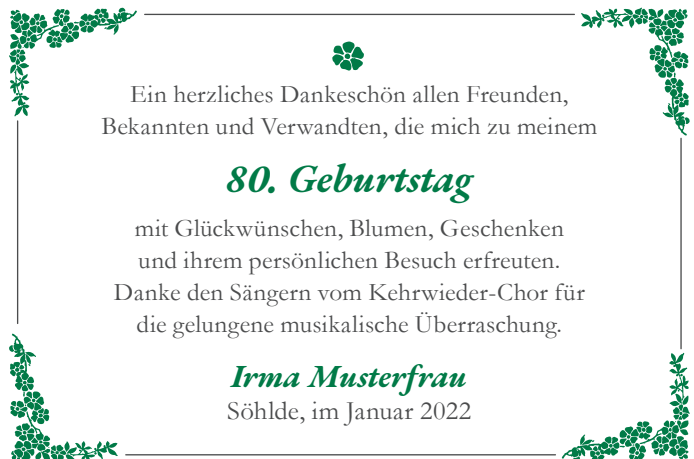 Ein herzliches Dankeschön allen Freunden,
Bekannten und Verwandten, die mich zu meinem
80. Geburtstag
mit Glückwünschen, Blumen, Geschenken
und ihrem persönlichen Besuch erfreuten.
Danke den Sängern vom Kehrwieder-Chor für
die gelungene musikalische Überraschung.
Irma Musterfrau
Söhlde, im Januar 2022